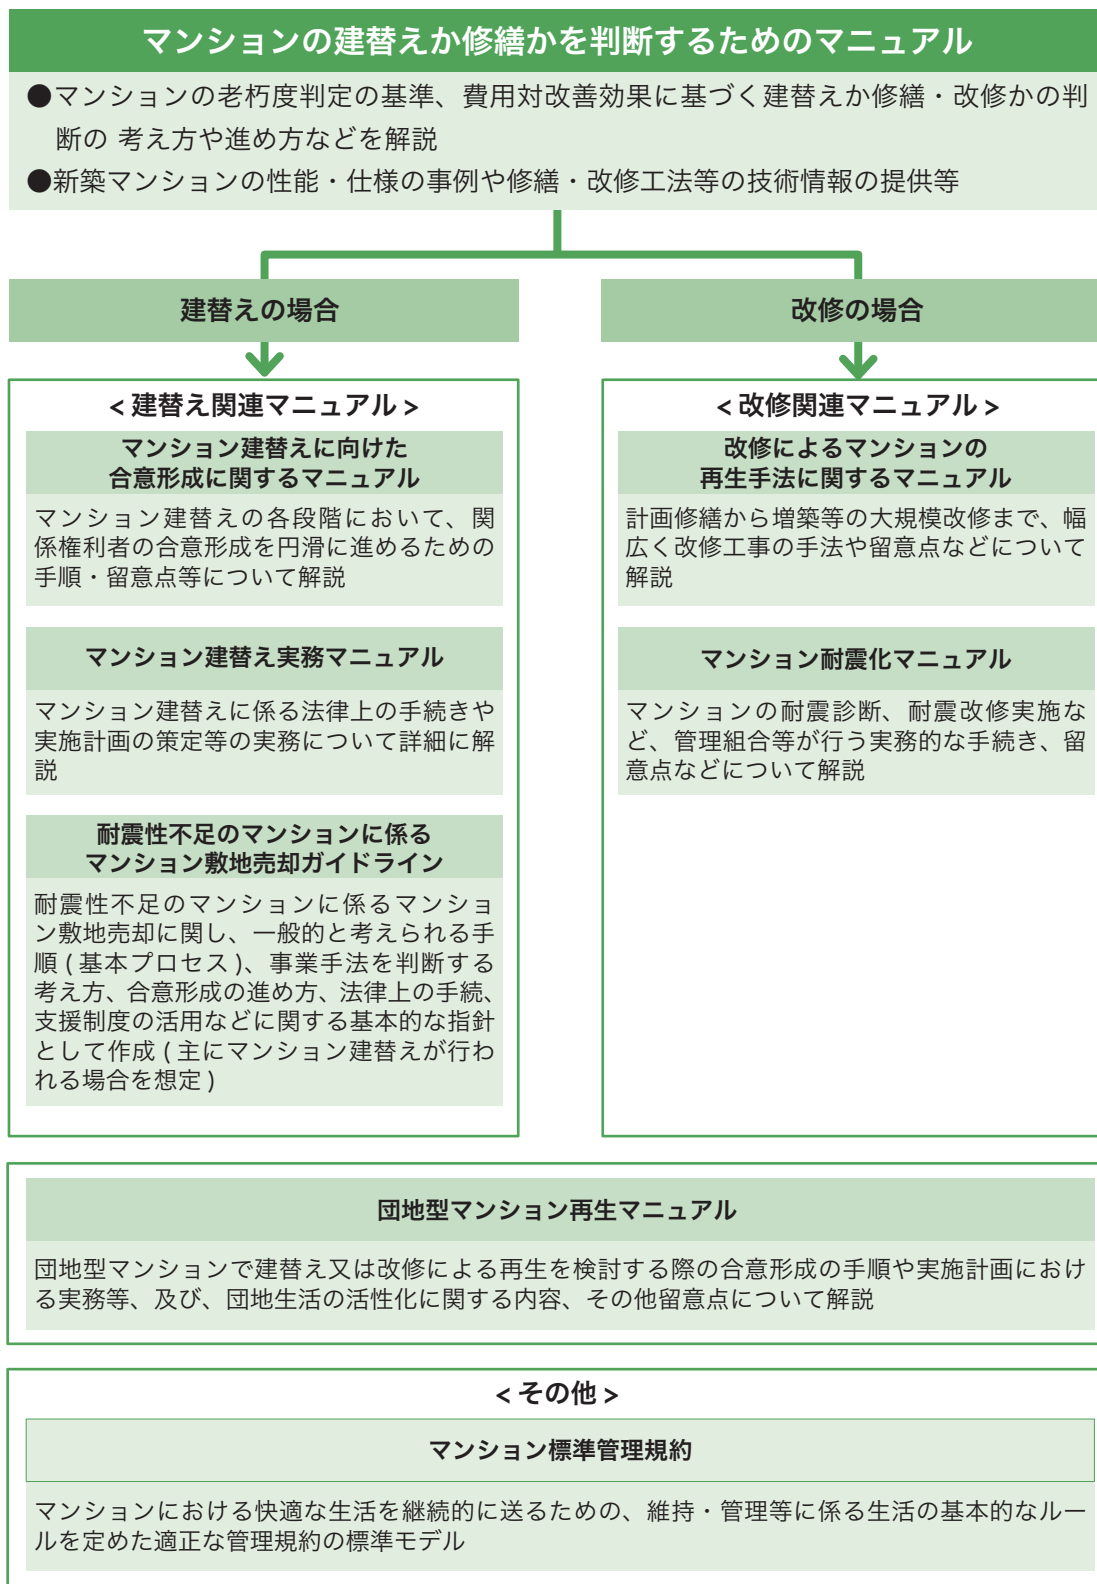 マンションの建替えか修繕かを判断するためのマニュアル
●マンションの老朽度判定の基準、費用対改善効果に基づく建替えか修繕・改修かの判
断の 考え方や進め方などを解説
●新築マンションの性能・仕様の事例や修繕・改修工法等の技術情報の提供等
建替えの場合
<建替え関連マニュアル>
マンション建替えに向けた
合意形成に関するマニュアル
マンション建替えの各段階において、関
係権利者の合意形成を円滑に進めるための
手順・留意点等について解説
マンション建替え実務マニュアル
マンション建替えに係る法律上の手続きや
実施計画の策定等の実務について詳細に解
説
耐震性不足のマンションに係る
マンション敷地売却ガイドライン
耐震性不足のマンションに係るマンショ
ン敷地売却に関し、一般的と考えられる手
順(基本プロセス)、事業手法を判断する
考え方、合意形成の進め方、法律上の手続、
支援制度の活用などに関する基本的な指針
として作成(主にマンション建替えが行わ
れる場合を想定)
改修の場合
<改修関連マニュアル>
改修によるマンションの
再生手法に関するマニュアル
計画修繕から増築等の大規模改修まで、幅
広く改修工事の手法や留意点などについて
解説
マンション耐震化マニュアル
マンションの耐震診断、耐震改修実施な
ど、管理組合等が行う実務的な手続き、留
意点などについて解説
団地型マンション再生マニュアル
団地型マンションで建替え又は改修による再生を検討する際の合意形成の手順や実施計画におけ
る実務等、及び、団地生活の活性化に関する内容、その他留意点について解説
<その他>
マンション標準管理規約
マンションにおける快適な生活を継続的に送るための、維持・管理等に係る生活の基本的なルー
ルを定めた適正な管理規約の標準モデル